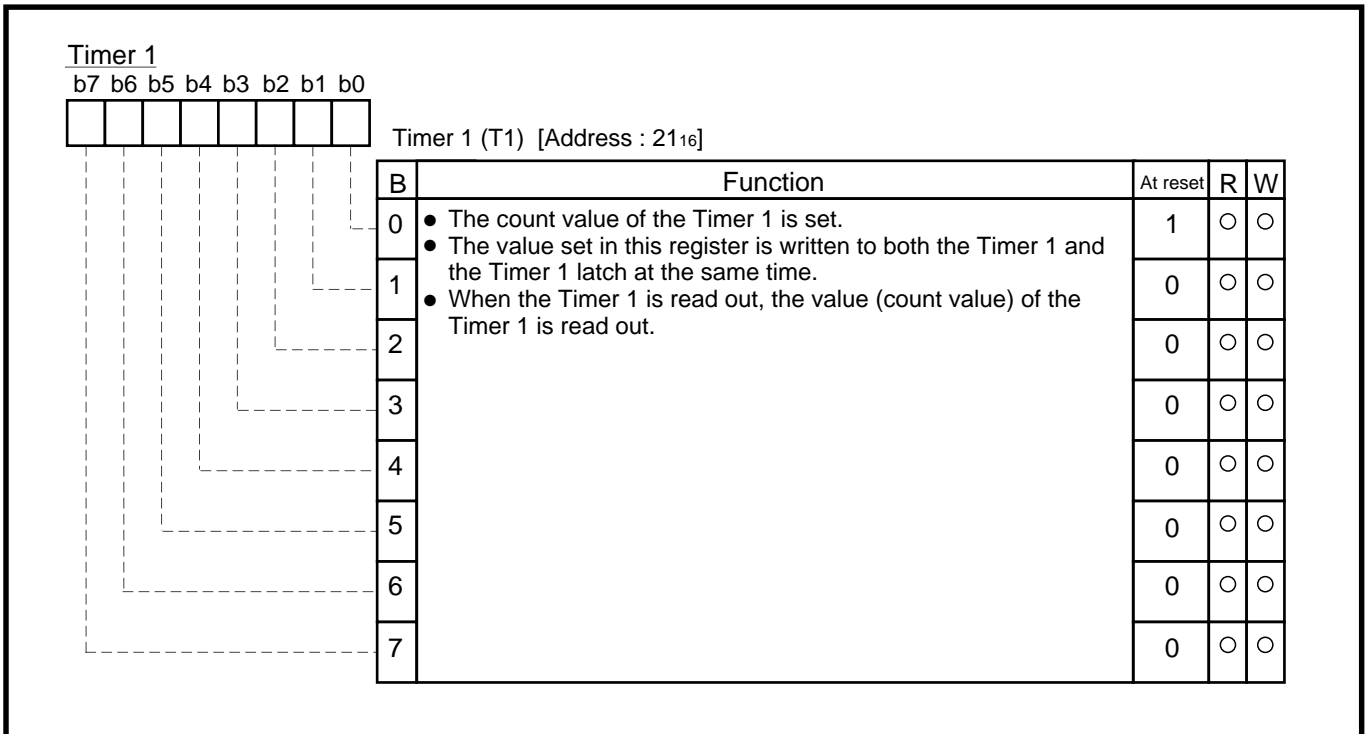 Timer 1
b7 b6 b5 b4 b3 b2 b1 b0
Timer 1 (T1) [Address : 2116]
B Function At reset R W
0 ● The count value of the Timer 1 is set. 1 ○ ○
● The value set in this register is written to both the Timer 1 and
the Timer 1 latch at the same time.
1 0 ○ ○
● When the Timer 1 is read out, the value (count value) of the
Timer 1 is read out.
2 0 ○ ○
3 0 ○ ○
4 0 ○ ○
5 0 ○ ○
6 0 ○ ○
7 0 ○ ○